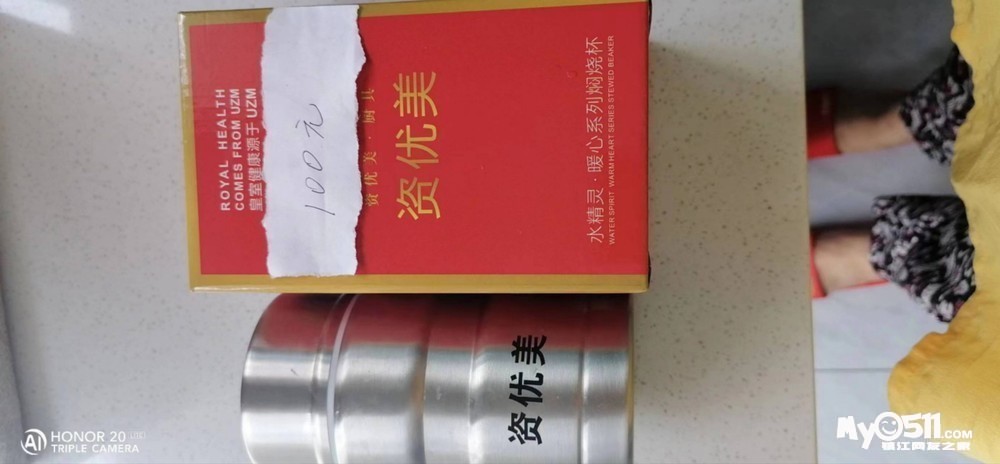 ROYAL HEALTH
COMES FROM UZM
皇室健康源于UZM
100元
资优美·厨具
资优美
水精灵·暖心系列焖烧杯
WATER SPIRIT WARM HEART SERIES STEWED BEAKER
资优美
AI HONOR 20
TRIPLE CAMERA
MyO511.COM
镇江网友之家